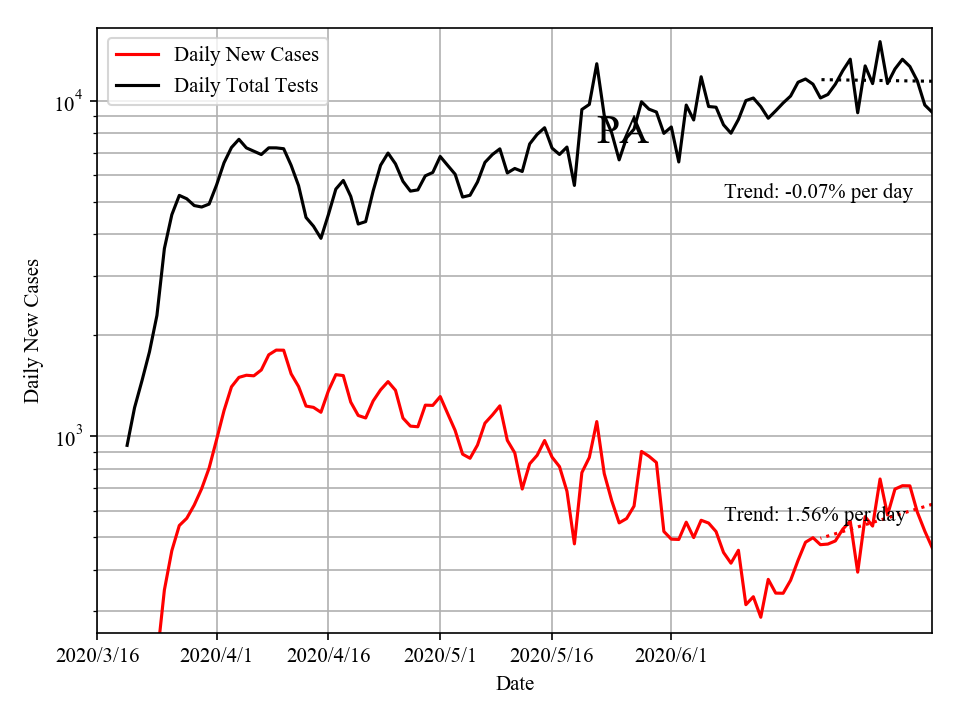 Daily New Cases
Daily Total Tests
10^4
PA
Trend: -0.07% per day
Daily New Cases
10^3
Trend: 1.56% per day
2020/3/16 2020/4/1 2020/4/16 2020/5/1 2020/5/16 2020/6/1
Date